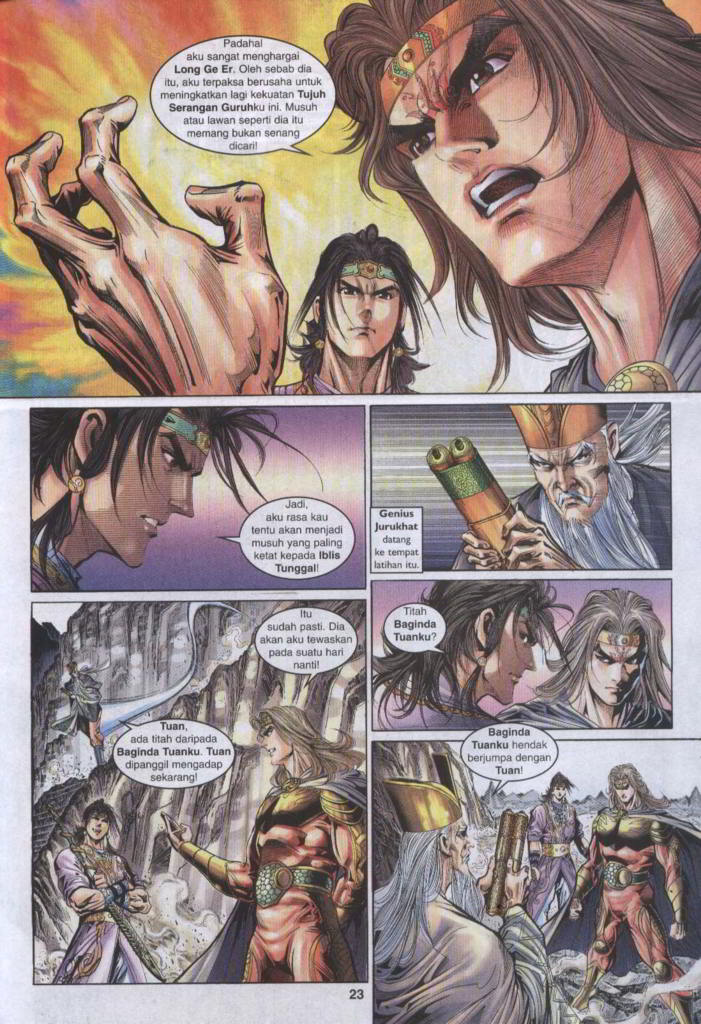 Padahal
aku sangat menghargai
Long Ge Er. Oleh sebab dia
itu, aku terpaksa berusaha untuk
meningkatkan lagi kekuatan Tujuh
Serangan Guruhku ini. Musuh
atau lawan seperti dia itu
memang bukan senang
dicari!
Jadi,
aku rasa kau
tentu akan menjadi
musuh yang paling
ketat kepada Iblis
Tunggal!
Genius
Jurukhat
datang
ke tempat
latihan itu.
Itu
sudah pasti. Dia
akan aku tewaskan
pada suatu hari
nanti!
Tuan,
ada titah daripada
Baginda Tuanku. Tuan
dipanggil mengadap
sekarang!
Titah
Baginda
Tuanku?
Baginda
Tuanku hendak
berjumpa dengan
Tuan!
23